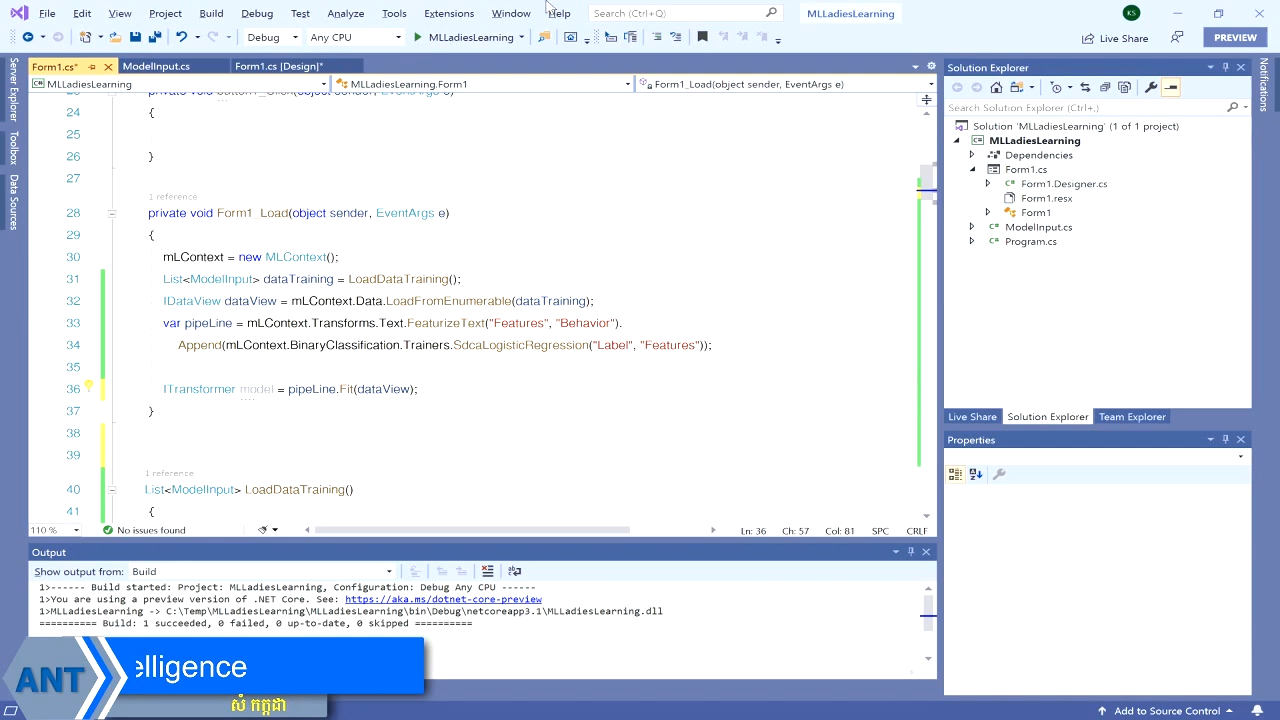 File Edit View Project Build Debug Test Analyze Tools Extensions Window Help Search (Ctrl+Q) MLLadiesLearning KS
Debug Any CPU MLLadiesLearning Live Share PREVIEW
Form1.cs* ModelInput.cs Form1.cs [Design]*
MLLadiesLearning MLLadiesLearning.Form1 Form1_Load(object sender, EventArgs e)
24 {
25
26 }
27
1 reference
28 private void Form1_Load(object sender, EventArgs e)
29 {
30 mLContext = new MLContext();
31 List<ModelInput> dataTraining = LoadDataTraining();
32 IDataView dataView = mLContext.Data.LoadFromEnumerable(dataTraining);
33 var pipeLine = mLContext.Transforms.Text.FeaturizeText("Features", "Behavior").
34 Append(mLContext.BinaryClassification.Trainers.SdcaLogisticRegression("Label", "Features"));
35
36 ITransformer model = pipeLine.Fit(dataView);
37 }
38
39
1 reference
40 List<ModelInput> LoadDataTraining()
41 {
110 % No issues found Ln: 36 Ch: 57 Col: 81 SPC CRLF
Output
Show output from: Build
1>------ Build started: Project: MLLadiesLearning, Configuration: Debug Any CPU ------
1>You are using a preview version of .NET Core. See: https://aka.ms/dotnet-core-preview
1>MLLadiesLearning -> C:\Temp\MLLadiesLearning\MLLadiesLearning\bin\Debug\netcoreapp3.1\MLLadiesLearning.dll
========== Build: 1 succeeded, 0 failed, 0 up-to-date, 0 skipped ==========
Server Explorer
Toolbox
Data Sources
Solution Explorer
Search Solution Explorer (Ctrl+;)
Solution 'MLLadiesLearning' (1 of 1 project)
MLLadiesLearning
Dependencies
Form1.cs
Form1.Designer.cs
Form1.resx
Form1
ModelInput.cs
Program.cs
Live Share Solution Explorer Team Explorer
Properties
Notifications
ANT elligence
សំ កត្តដា
Add to Source Control